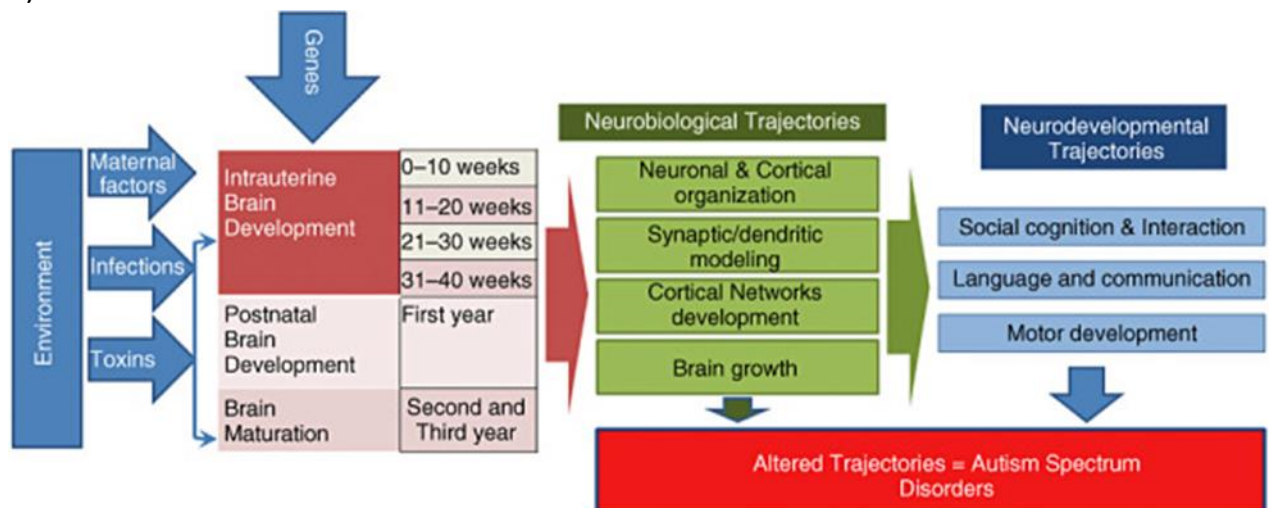 Genes
Environment
Maternal
factors
Infections
Toxins
Intrauterine
Brain
Development
0–10 weeks
11–20 weeks
21–30 weeks
31–40 weeks
Postnatal
Brain
Development
First year
Brain
Maturation
Second and
Third year
Neurobiological Trajectories
Neuronal & Cortical
organization
Synaptic/dendritic
modeling
Cortical Networks
development
Brain growth
Neurodevelopmental
Trajectories
Social cognition & Interaction
Language and communication
Motor development
Altered Trajectories = Autism Spectrum
Disorders